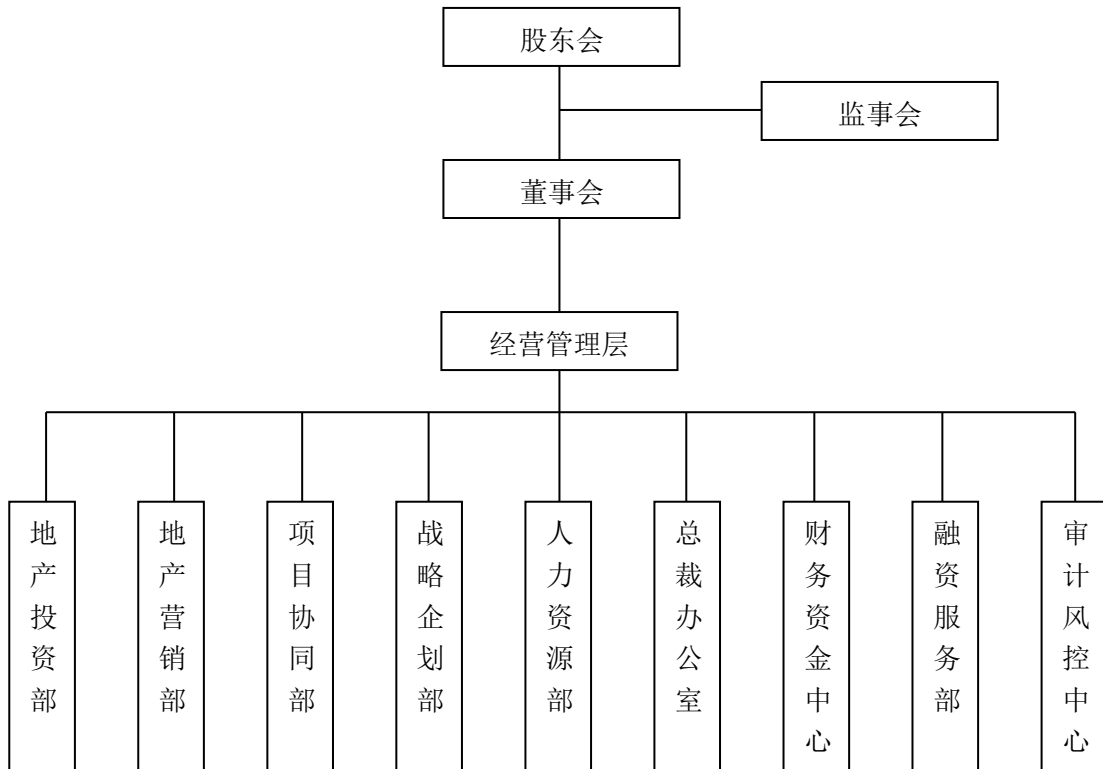 股东会
监事会
董事会
经营管理层
地产投资部
地产营销部
项目协同部
战略企划部
人力资源部
总裁办公室
财务资金中心
融资服务部
审计风控中心